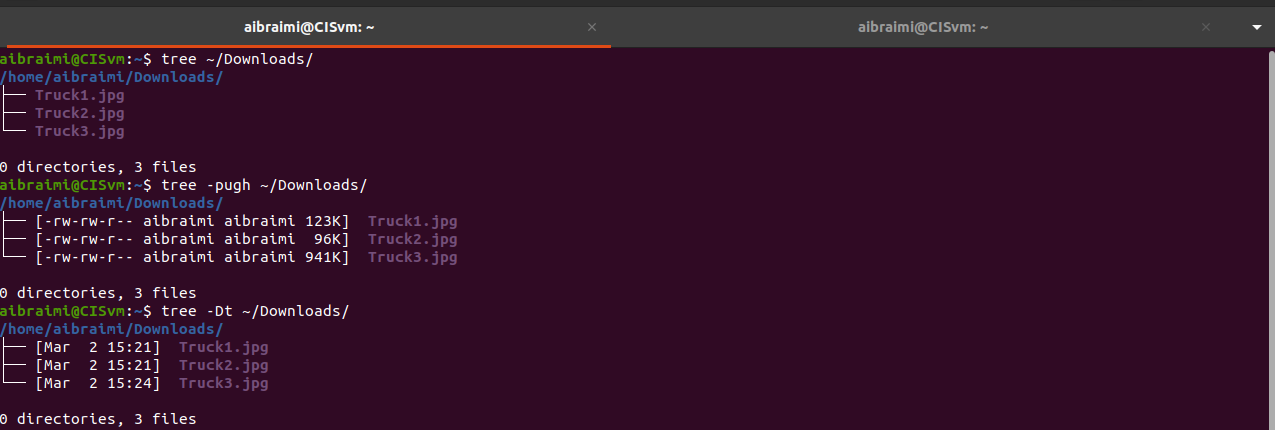 aibraimi@CISvm: ~ × aibraimi@CISvm: ~ ×
aibraimi@CISvm:~$ tree ~/Downloads/
/home/aibraimi/Downloads/
├── Truck1.jpg
├── Truck2.jpg
└── Truck3.jpg
0 directories, 3 files
aibraimi@CISvm:~$ tree -pugh ~/Downloads/
/home/aibraimi/Downloads/
├── [-rw-rw-r-- aibraimi aibraimi 123K]  Truck1.jpg
├── [-rw-rw-r-- aibraimi aibraimi  96K]  Truck2.jpg
└── [-rw-rw-r-- aibraimi aibraimi 941K]  Truck3.jpg
0 directories, 3 files
aibraimi@CISvm:~$ tree -Dt ~/Downloads/
/home/aibraimi/Downloads/
├── [Mar  2 15:21]  Truck1.jpg
├── [Mar  2 15:21]  Truck2.jpg
└── [Mar  2 15:24]  Truck3.jpg
0 directories, 3 files